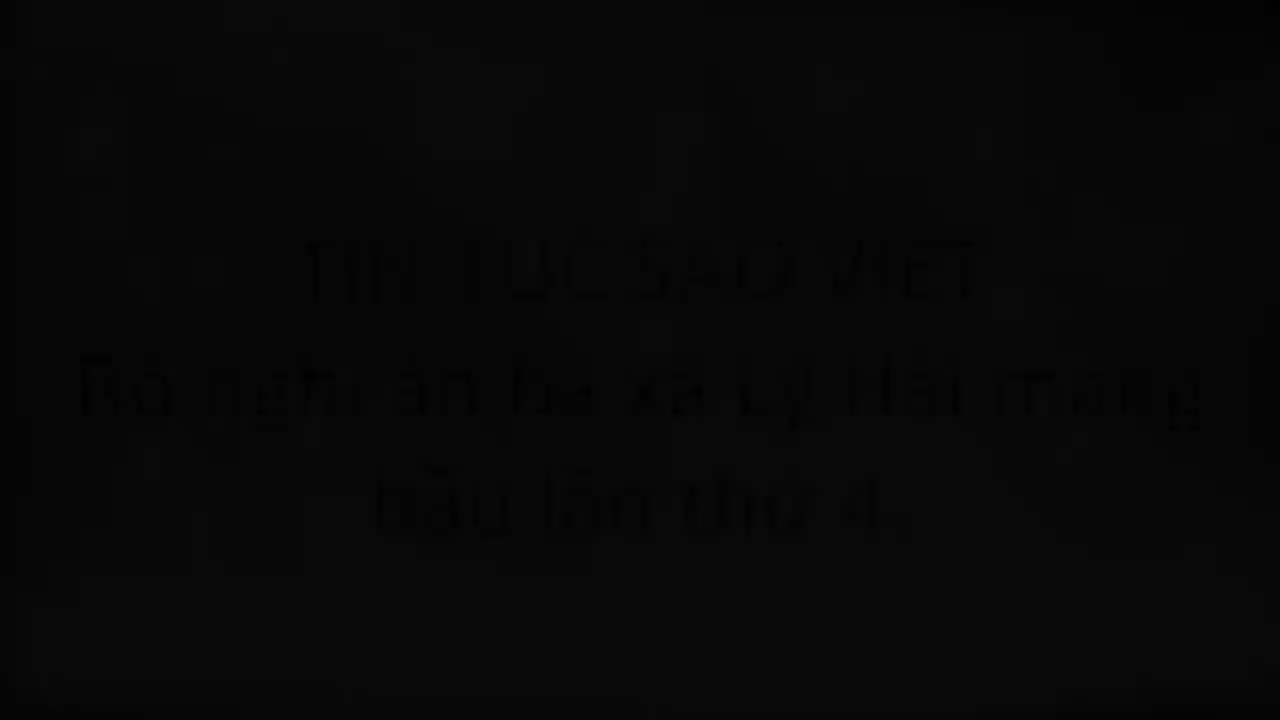 TIN TỨC SAO VIỆT
Rộ nghi án bà xã Lý Hải mang
bầu lần thứ 4